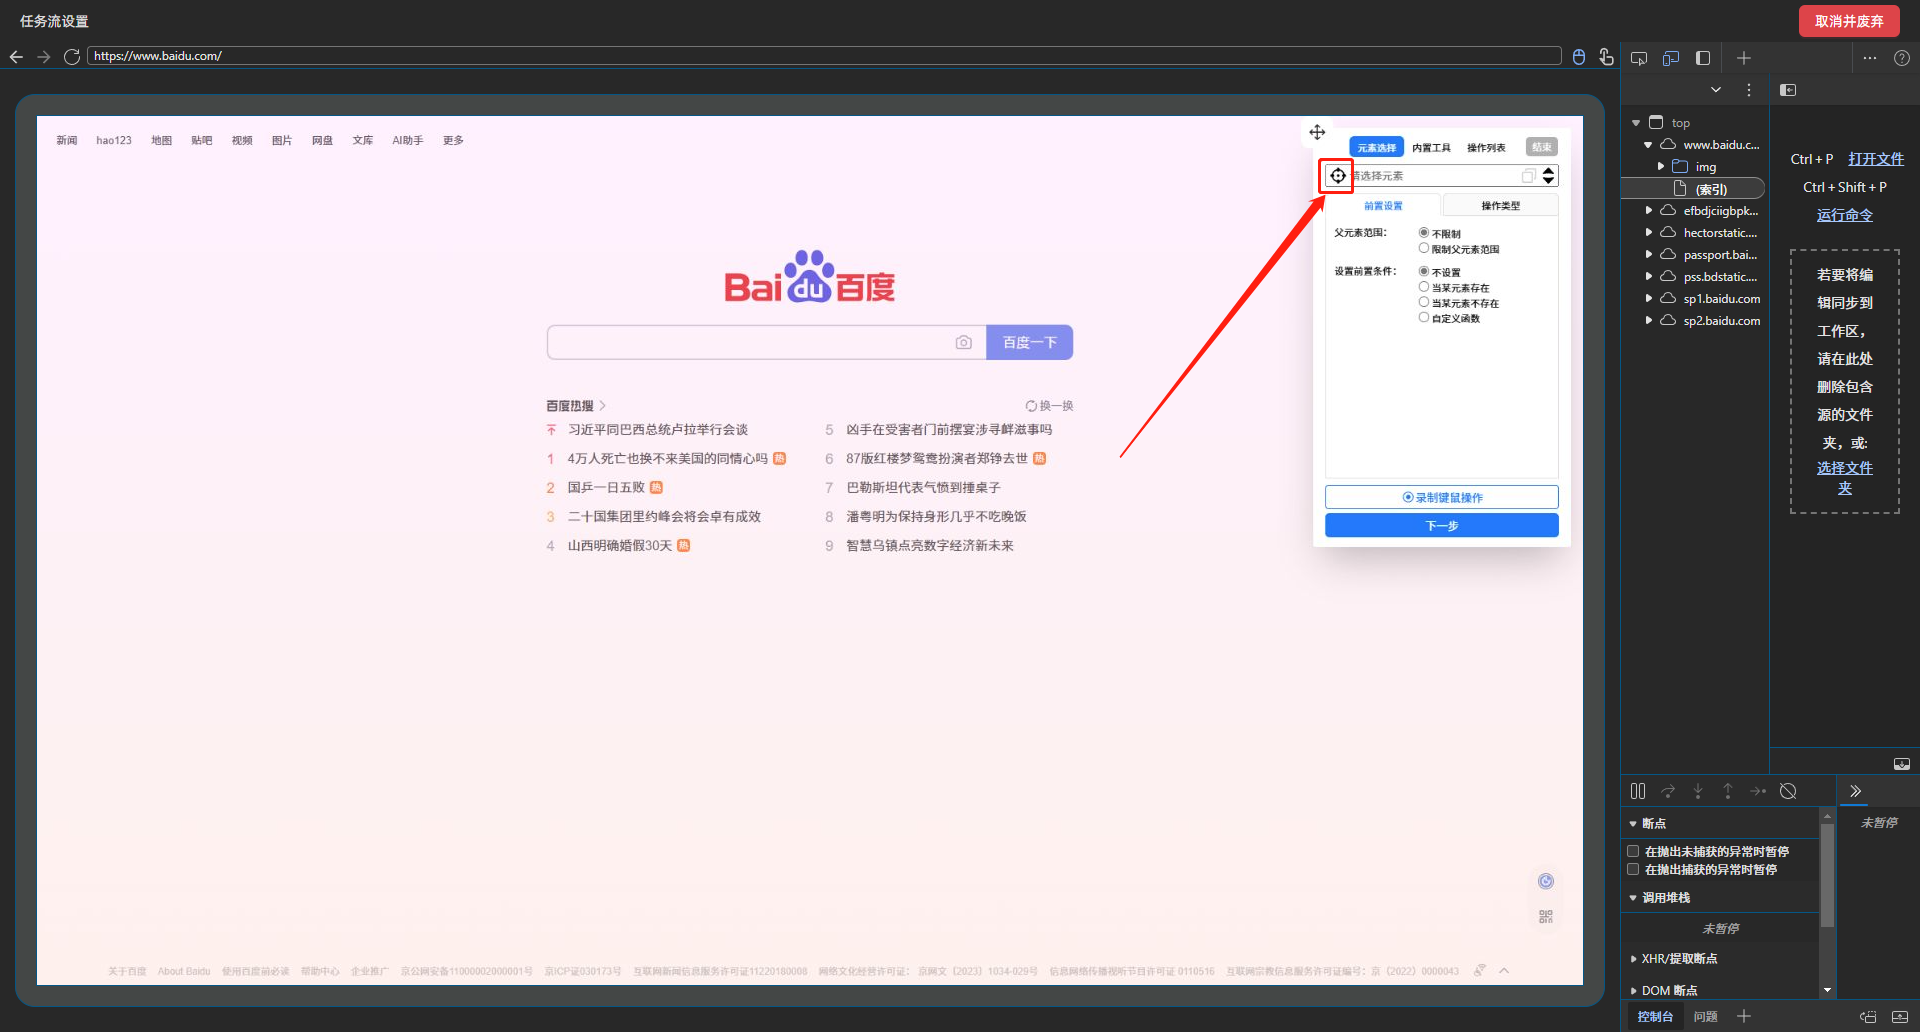 任务流设置
取消并废弃
https://www.baidu.com/
新闻 hao123 地图 贴吧 视频 图片 网盘 文库 AI助手 更多
元素选择 内置工具 操作列表 结束
请选择元素
前置设置 操作类型
父元素范围： 不限制
限制父元素范围
设置前置条件： 不设置
当某元素存在
当某元素不存在
自定义函数
录制键鼠操作
下一步
Bai du 百度
百度一下
百度热搜 换一换
习近平同巴西总统卢拉举行会谈
1 4万人死亡也换不来美国的同情心吗 热
2 国乒一日五败 热
3 二十国集团里约峰会将会卓有成效
4 山西明确婚假30天 热
5 凶手在受害者门前摆宴涉寻衅滋事吗
6 87版红楼梦鸳鸯扮演者郑铮去世 热
7 巴勒斯坦代表气愤到捶桌子
8 潘粤明为保持身形几乎不吃晚饭
9 智慧乌镇点亮数字经济新未来
关于百度 About Baidu 使用百度前必读 帮助中心 企业推广 京公网安备11000002000001号 京ICP证030173号 互联网新闻信息服务许可证11220180008 网络文化经营许可证： 京网文（2023）1034-029号 信息网络传播视听节目许可证 0110516 互联网宗教信息服务许可证编号：京（2022）0000043
top
www.baidu.c...
img
(索引)
efbdjciigbpk...
hectorstatic....
passport.bai...
pss.bdstatic....
sp1.baidu.com
sp2.baidu.com
Ctrl + P 打开文件
Ctrl + Shift + P
运行命令
若要将编
辑同步到
工作区，
请在此处
删除包含
源的文件
夹，或:
选择文件
夹
断点
在抛出未捕获的异常时暂停
在抛出捕获的异常时暂停
调用堆栈
未暂停
XHR/提取断点
DOM 断点
未暂停
控制台 问题